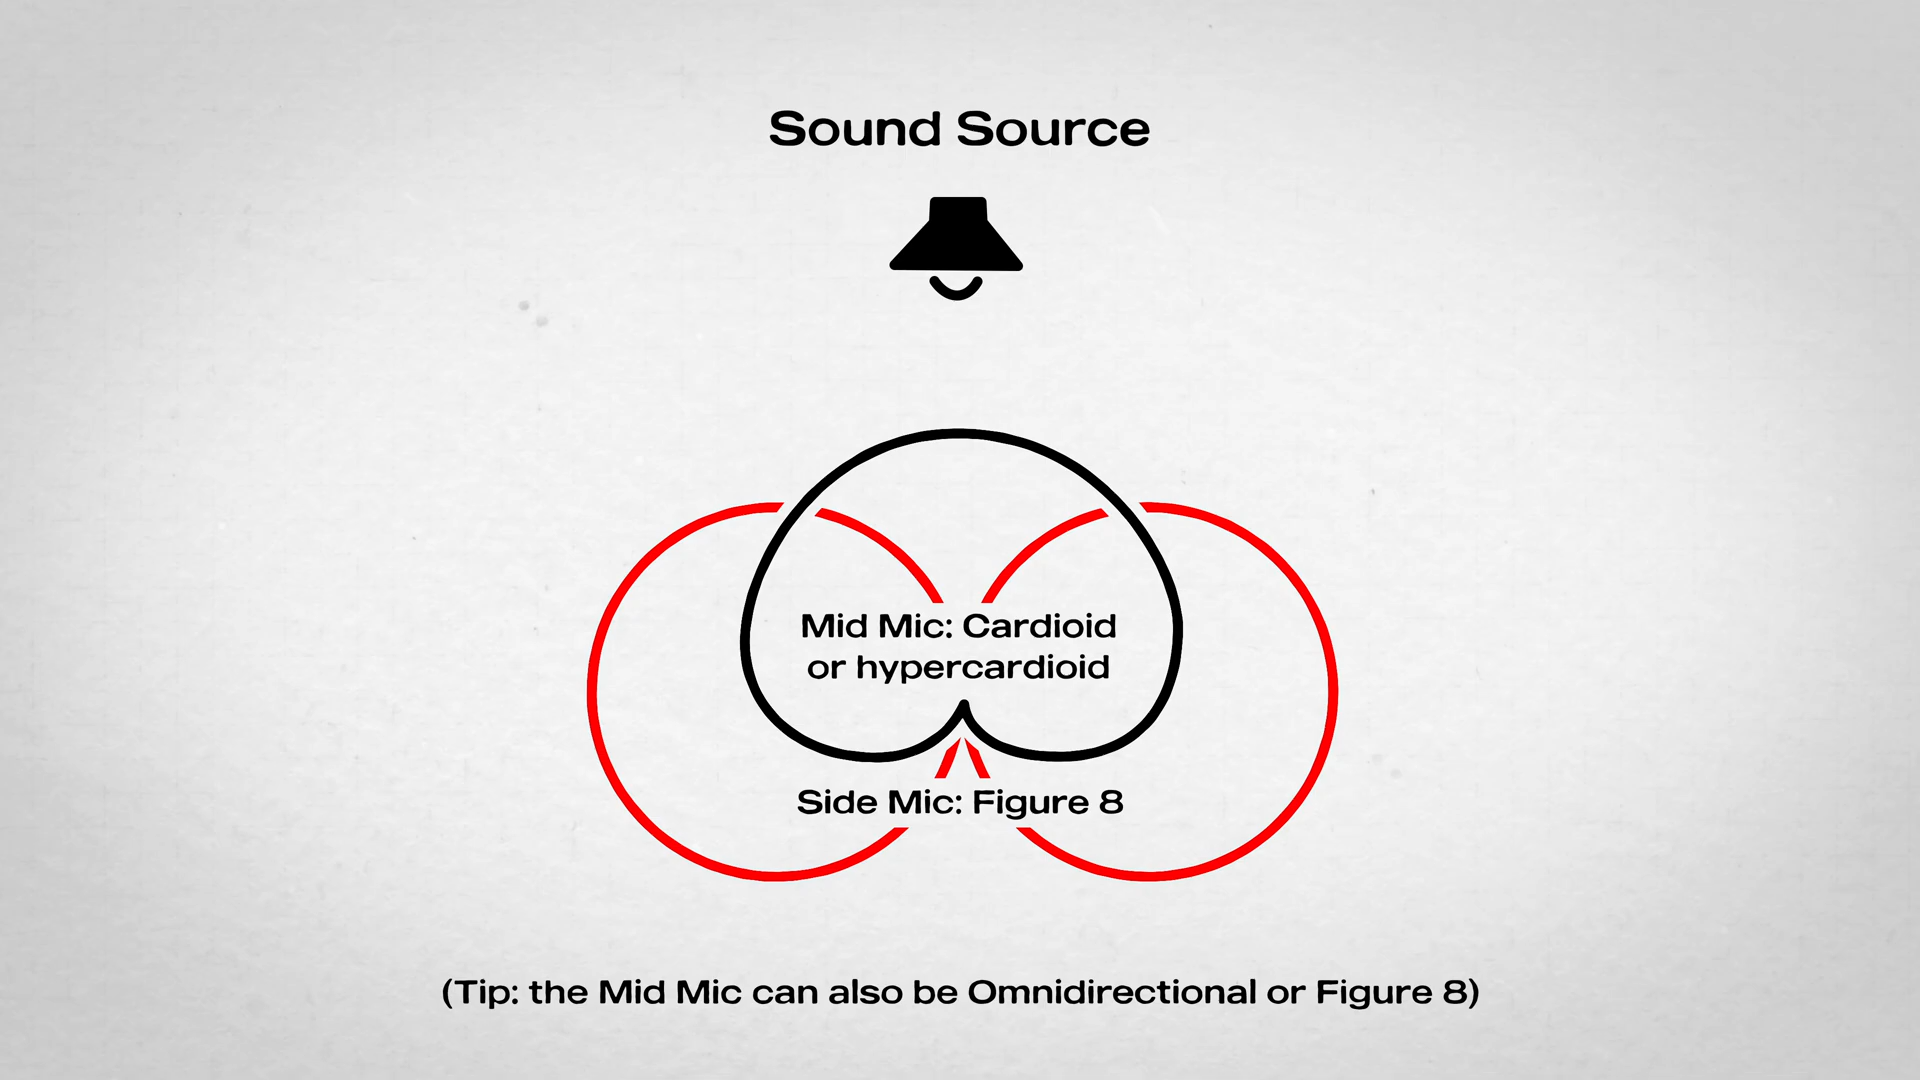 Sound Source
Mid Mic: Cardioid
or hypercardioid
Side Mic: Figure 8
(Tip: the Mid Mic can also be Omnidirectional or Figure 8)